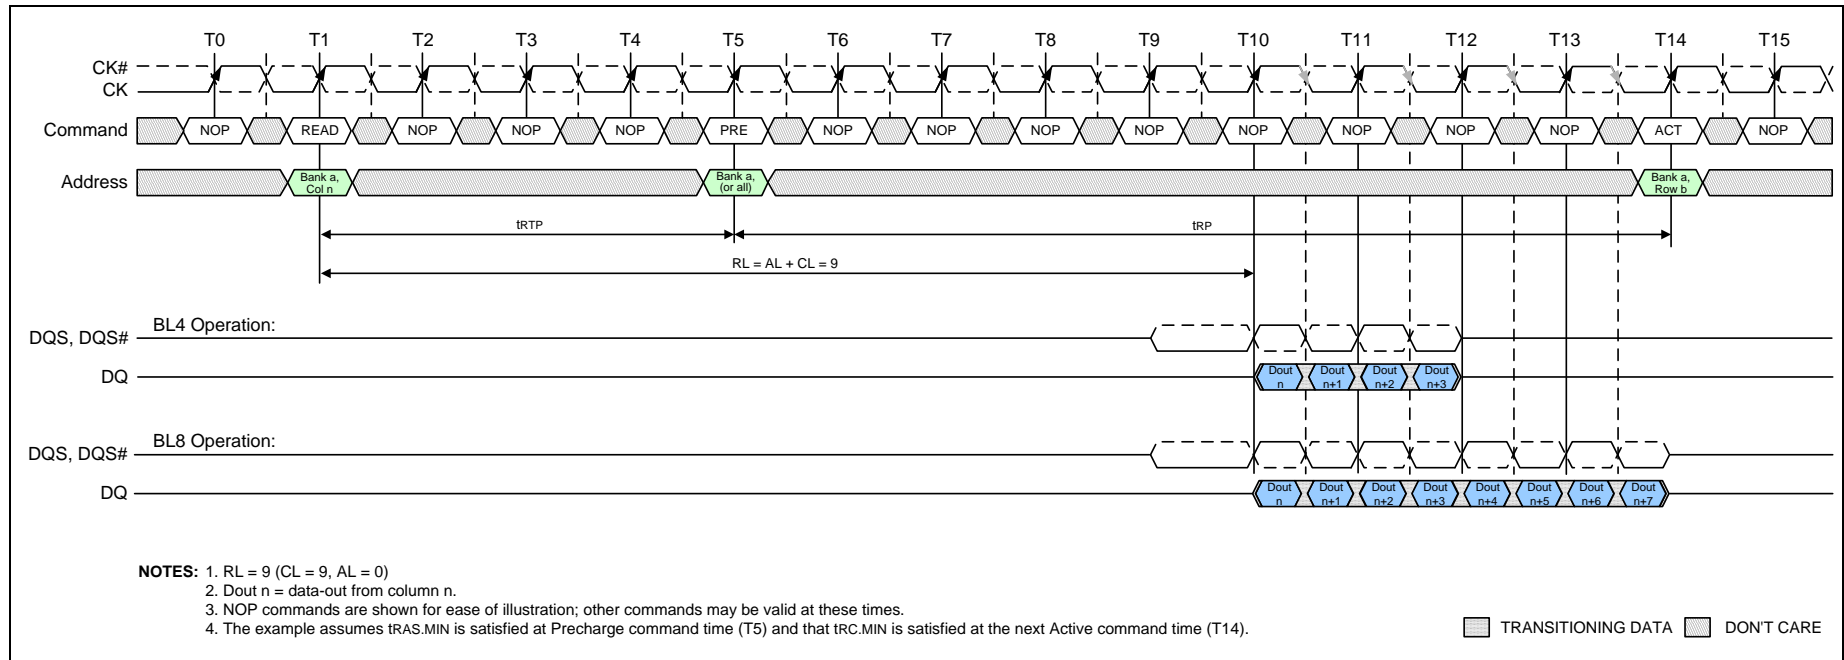 T0 T1 T2 T3 T4 T5 T6 T7 T8 T9 T10 T11 T12 T13 T14 T15
CK#
CK
Command NOP READ NOP NOP NOP PRE NOP NOP NOP NOP NOP NOP NOP NOP ACT NOP
Address
Bank a,
Col n
Bank a,
(or all)
Bank a,
Row b
tRTP tRP
RL = AL + CL = 9
BL4 Operation:
DQS, DQS#
DQ
Dout
n
Dout
n+1
Dout
n+2
Dout
n+3
BL8 Operation:
DQS, DQS#
DQ
Dout
n
Dout
n+1
Dout
n+2
Dout
n+3
Dout
n+4
Dout
n+5
Dout
n+6
Dout
n+7
NOTES: 1. RL = 9 (CL = 9, AL = 0)
2. Dout n = data-out from column n.
3. NOP commands are shown for ease of illustration; other commands may be valid at these times.
4. The example assumes tRAS.MIN is satisfied at Precharge command time (T5) and that tRC.MIN is satisfied at the next Active command time (T14).
TRANSITIONING DATA DON'T CARE